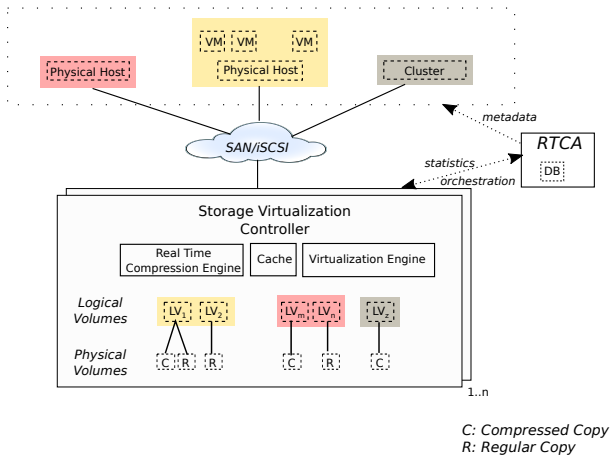 VM VM VM
Physical Host
Physical Host
Cluster
SAN/iSCSI
metadata
RTCA
DB
statistics
orchestration
Storage Virtualization
Controller
Real Time
Compression Engine
Cache
Virtualization Engine
Logical
Volumes
LV1 LV2 LVm LVn LVz
Physical
Volumes
C R R C R C
1..n
C: Compressed Copy
R: Regular Copy